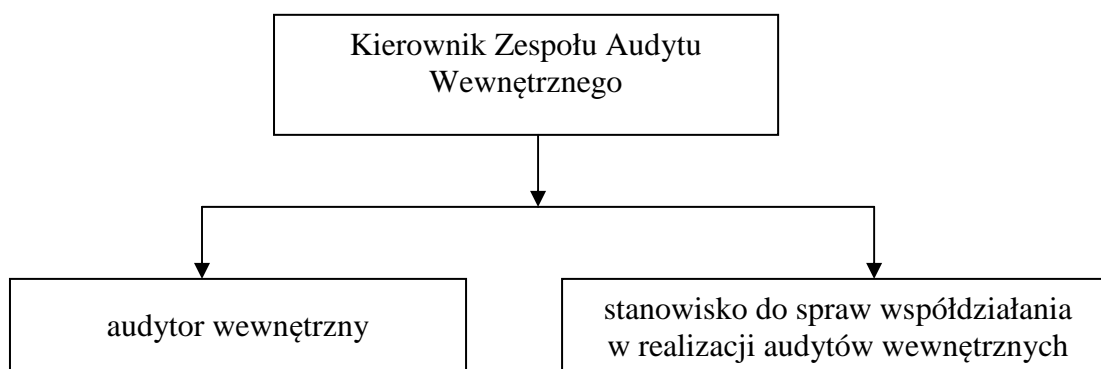 Kierownik Zespołu Audytu
Wewnętrznego
audytor wewnętrzny
stanowisko do spraw współdziałania
w realizacji audytów wewnętrznych